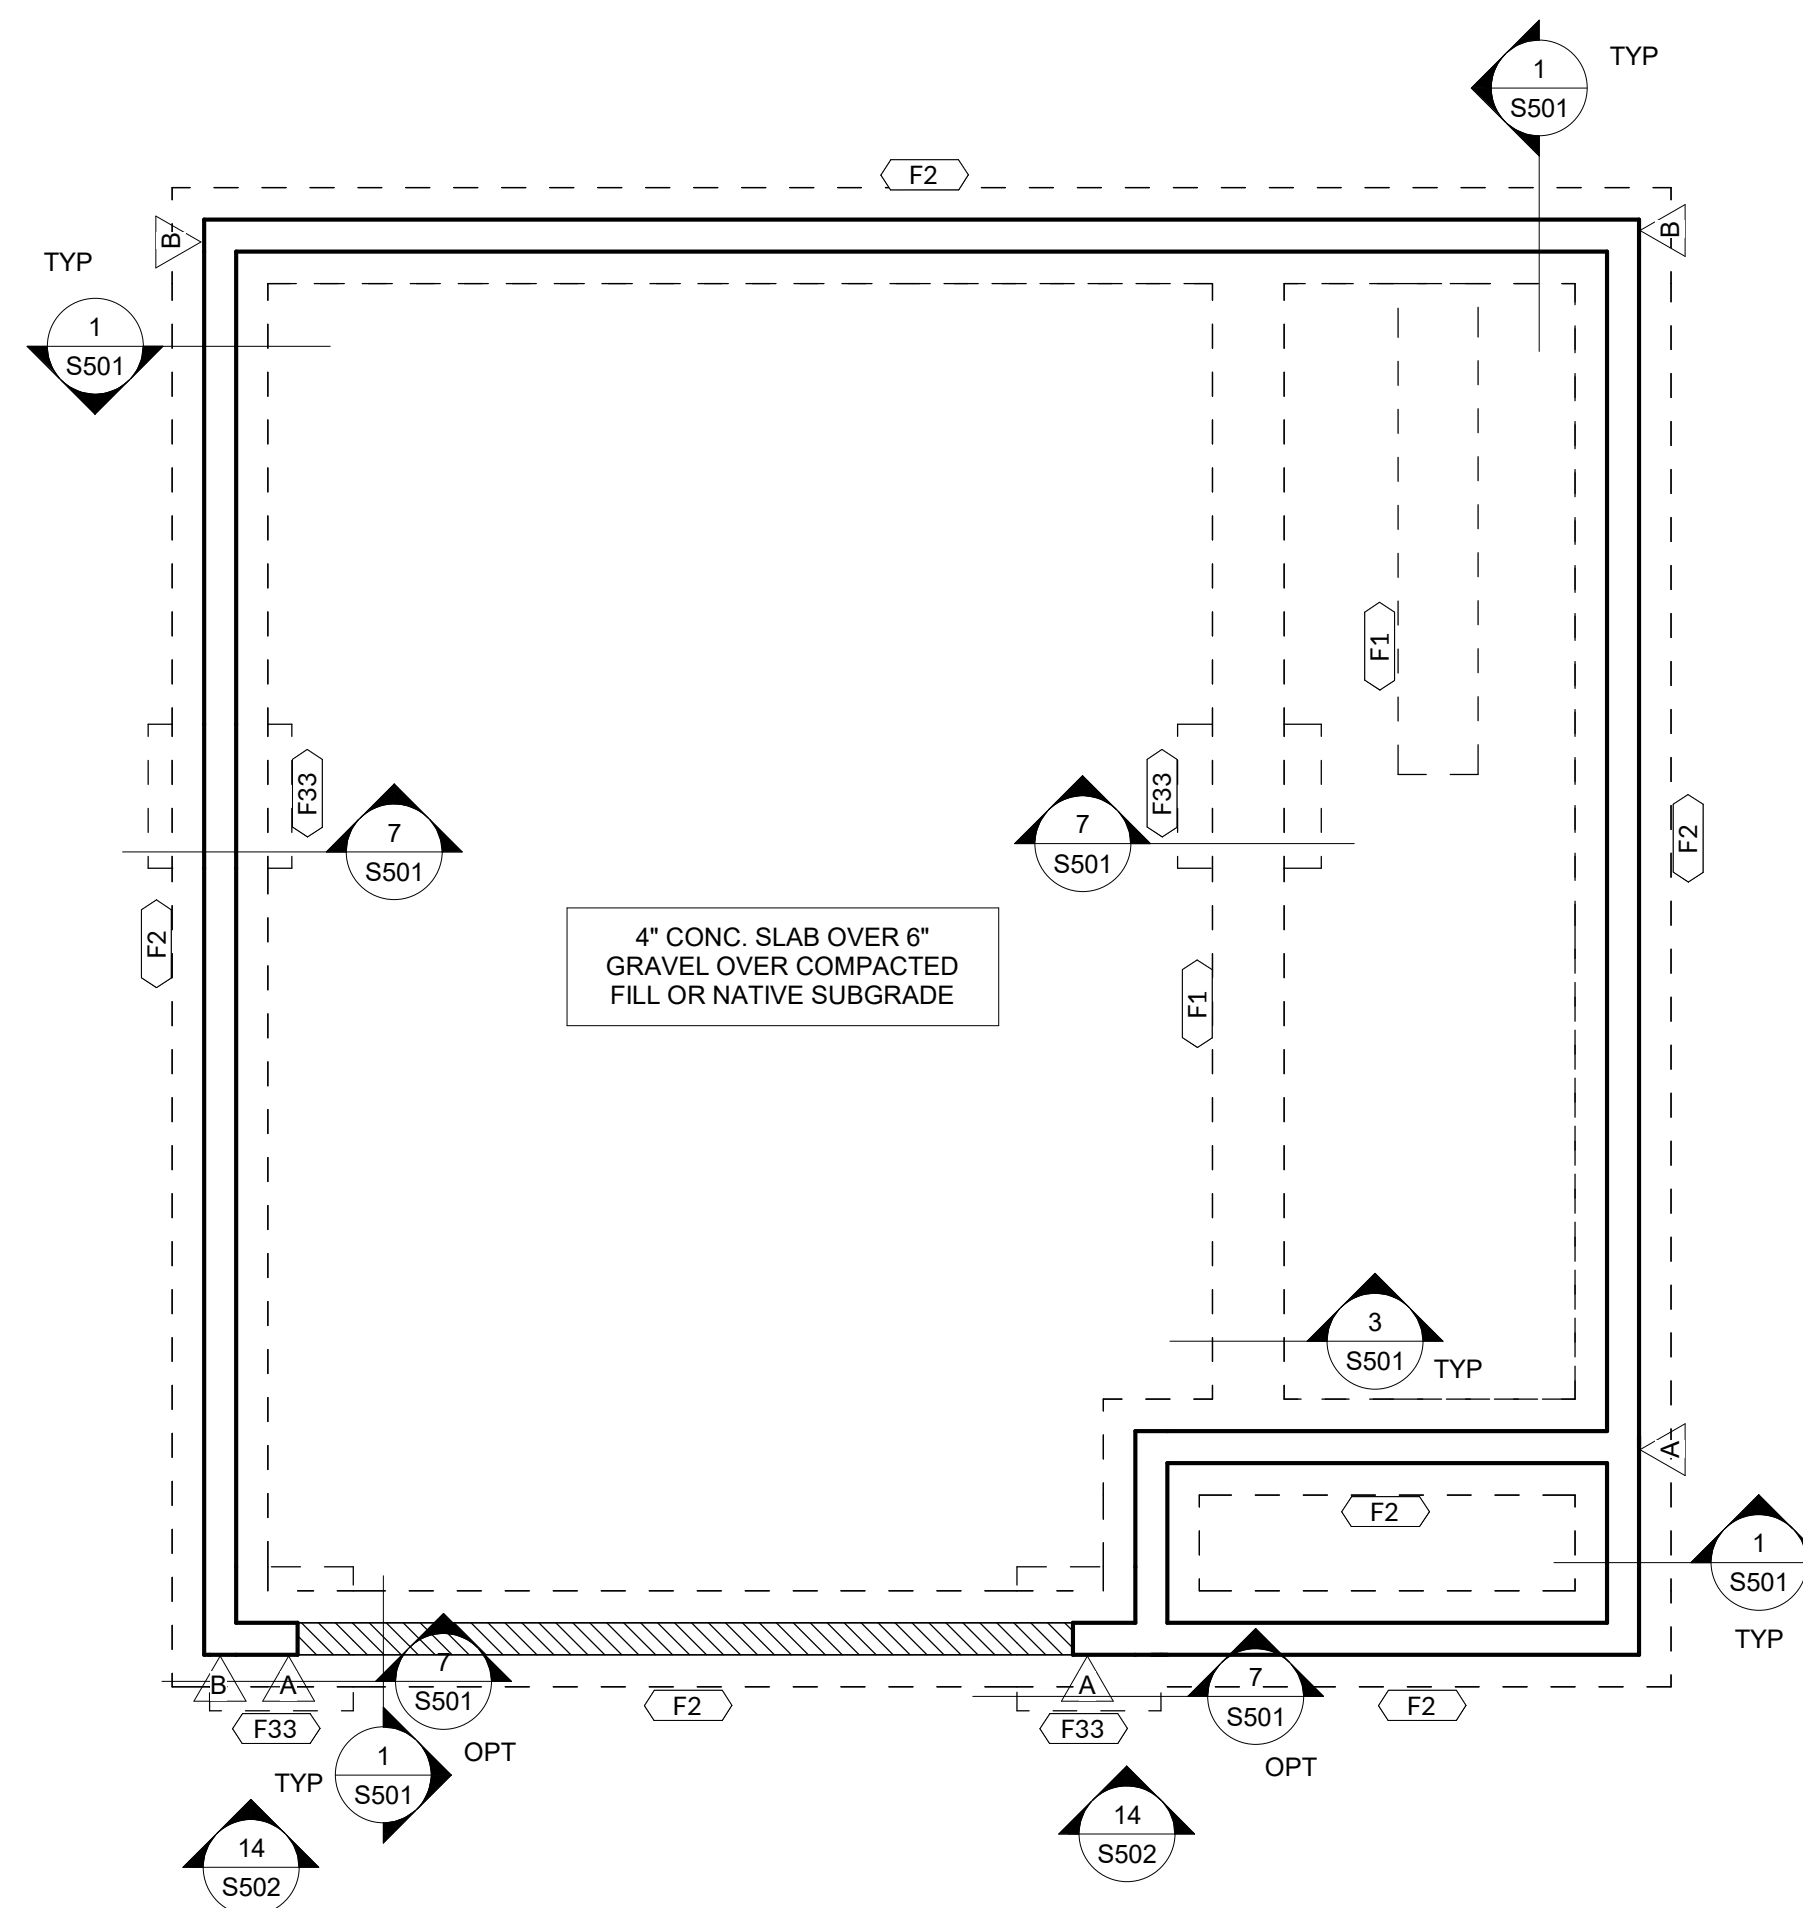 1
S501
TYP
F2
B
B
TYP
1
S501
F1
F33
7
S501
F33
7
S501
F2
F2
4" CONC. SLAB OVER 6"
GRAVEL OVER COMPACTED
FILL OR NATIVE SUBGRADE
F1
3
S501
TYP
A
F2
1
S501
TYP
B
A
7
S501
OPT
F2
A
7
S501
OPT
F2
F33
F33
TYP
1
S501
14
S502
14
S502